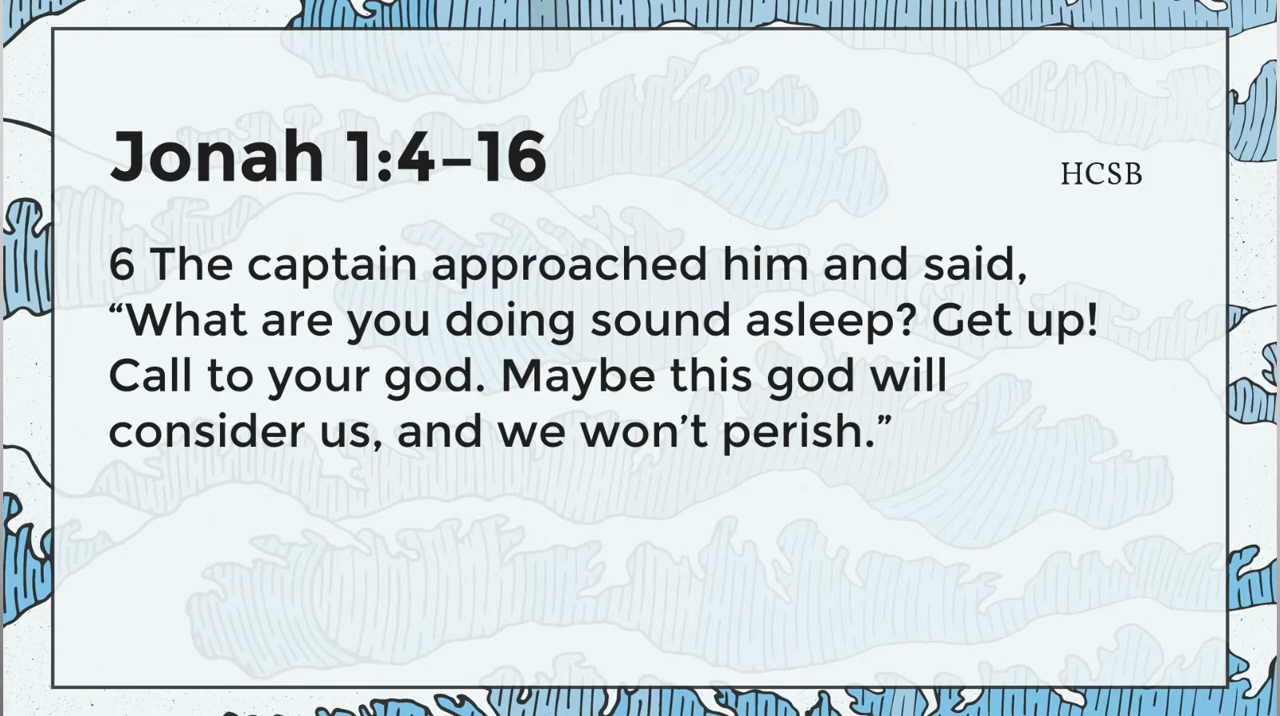 Jonah 1:4–16
HCSB
6 The captain approached him and said,
“What are you doing sound asleep? Get up!
Call to your god. Maybe this god will
consider us, and we won’t perish.”